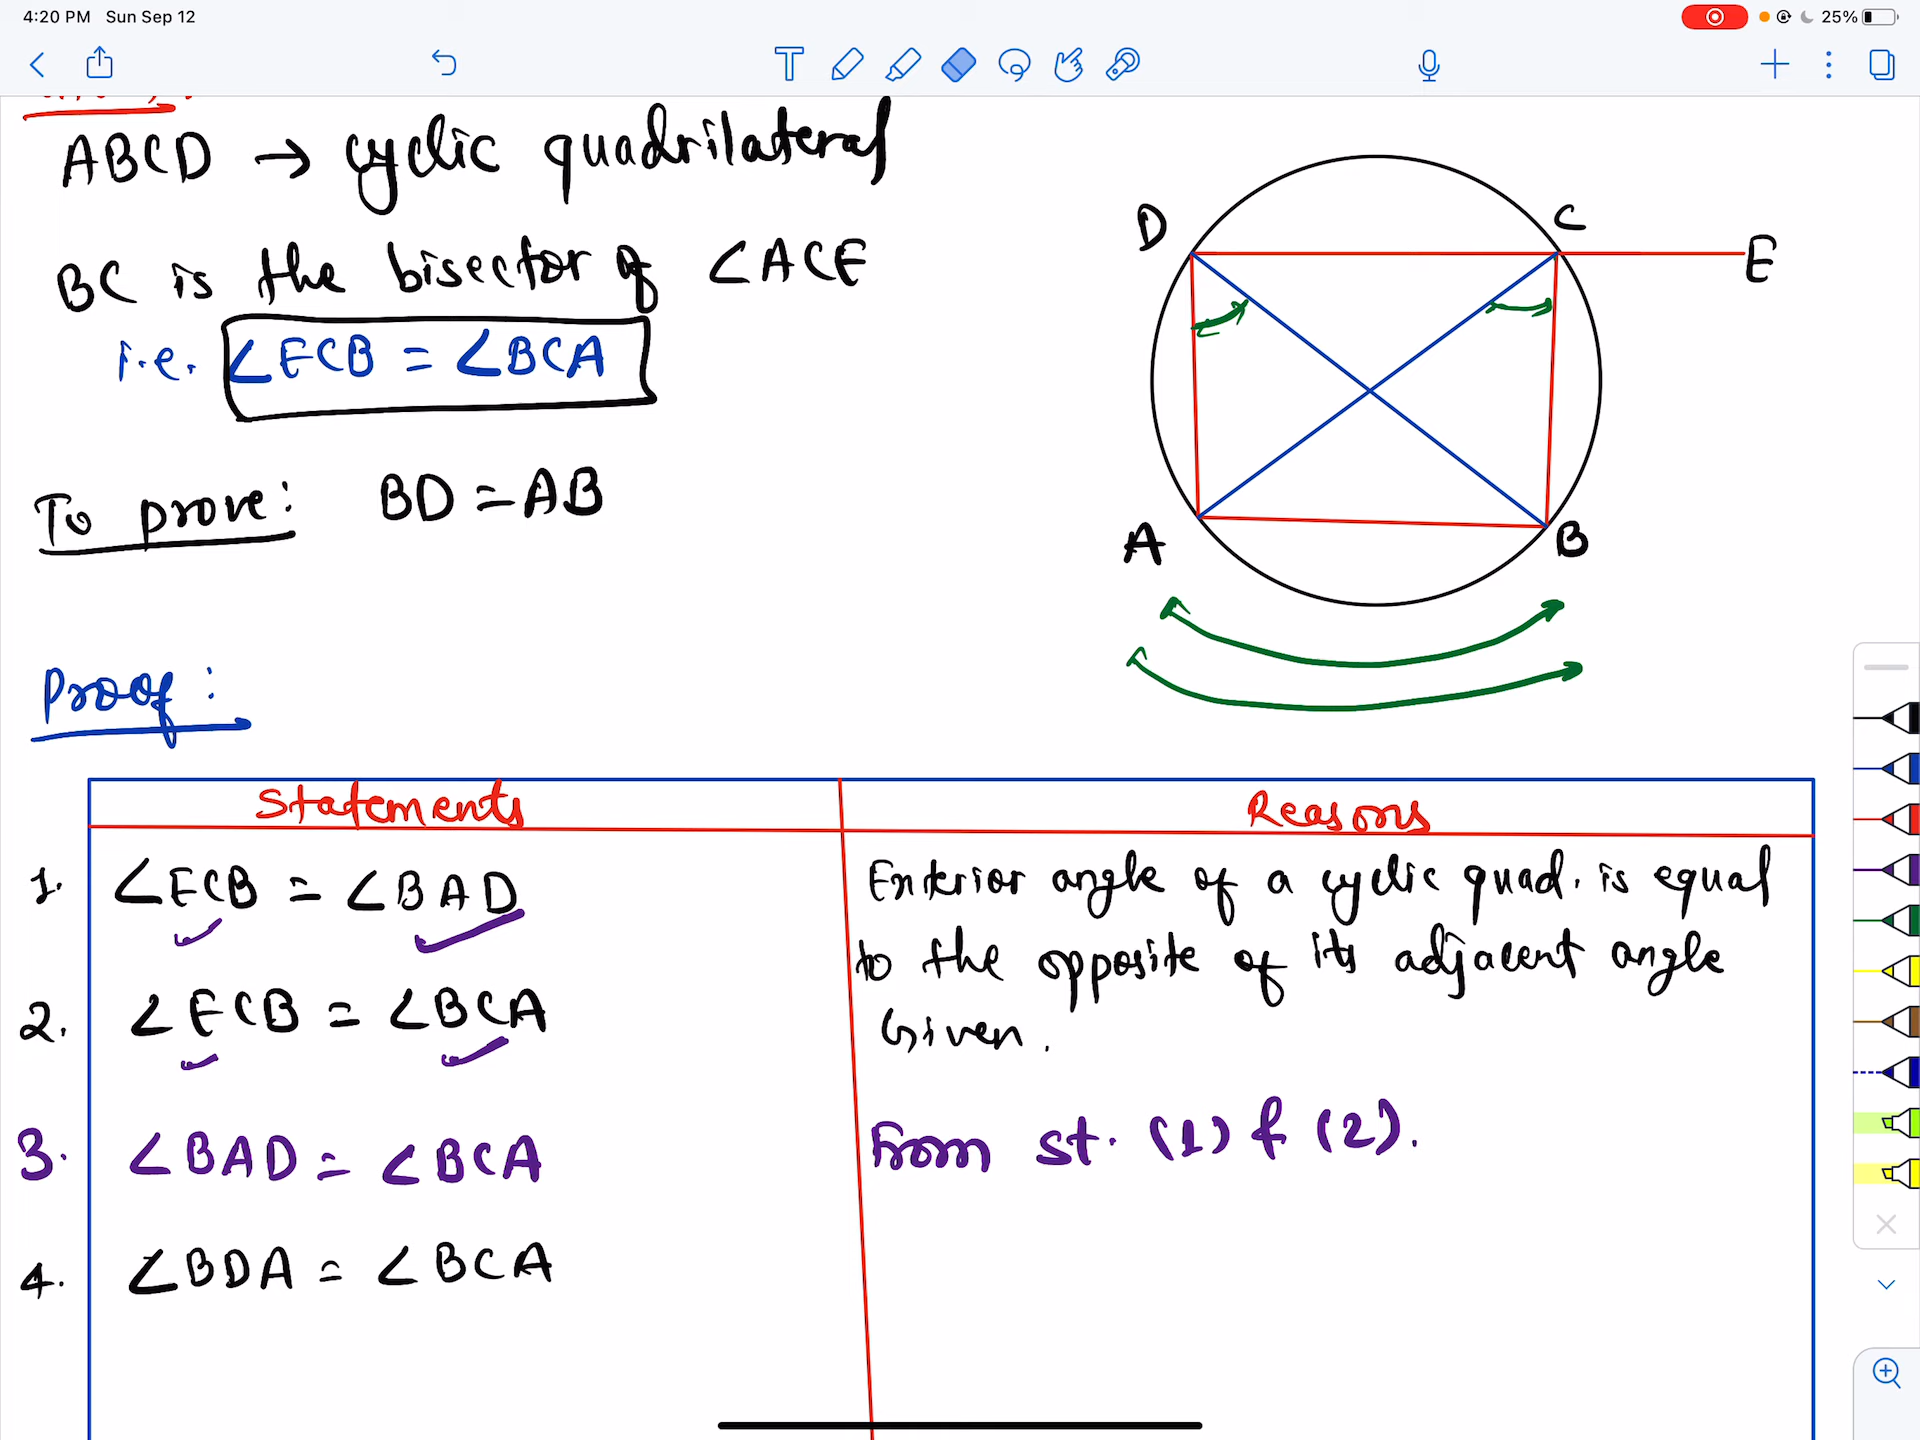 4:20 PM Sun Sep 12
25%
ABCD → cyclic quadrilateral
BC is the bisector of ∠ACE
i.e. ∠ECB = ∠BCA
To prove: BD = AB
D
C
E
A
B
Proof:
Statements
Reasons
1. ∠ECB = ∠BAD
Exterior angle of a cyclic quad. is equal
to the opposite of its adjacent angle
2. ∠ECB = ∠BCA
Given.
3. ∠BAD = ∠BCA
From st. (1) & (2).
4. ∠BDA = ∠BCA